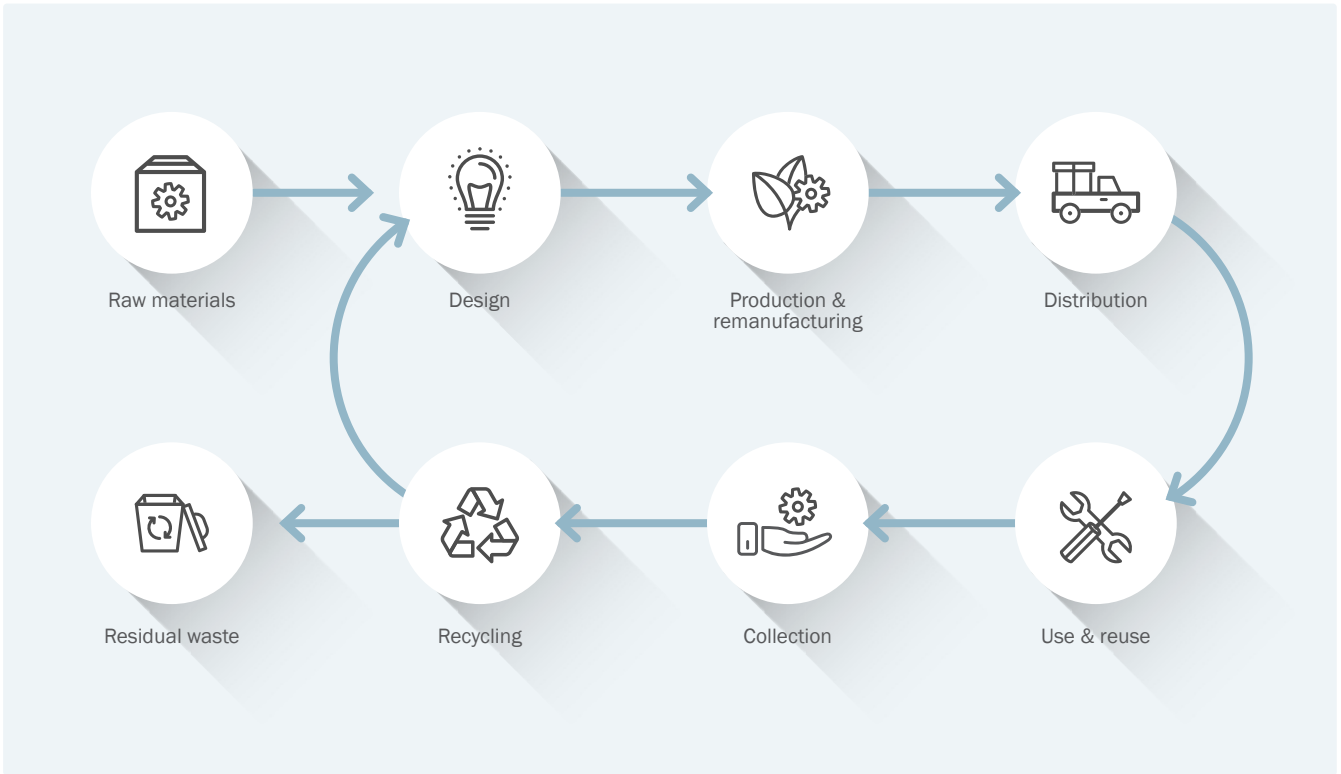 Raw materials
Design
Production &
remanufacturing
Distribution
Residual waste
Recycling
Collection
Use & reuse